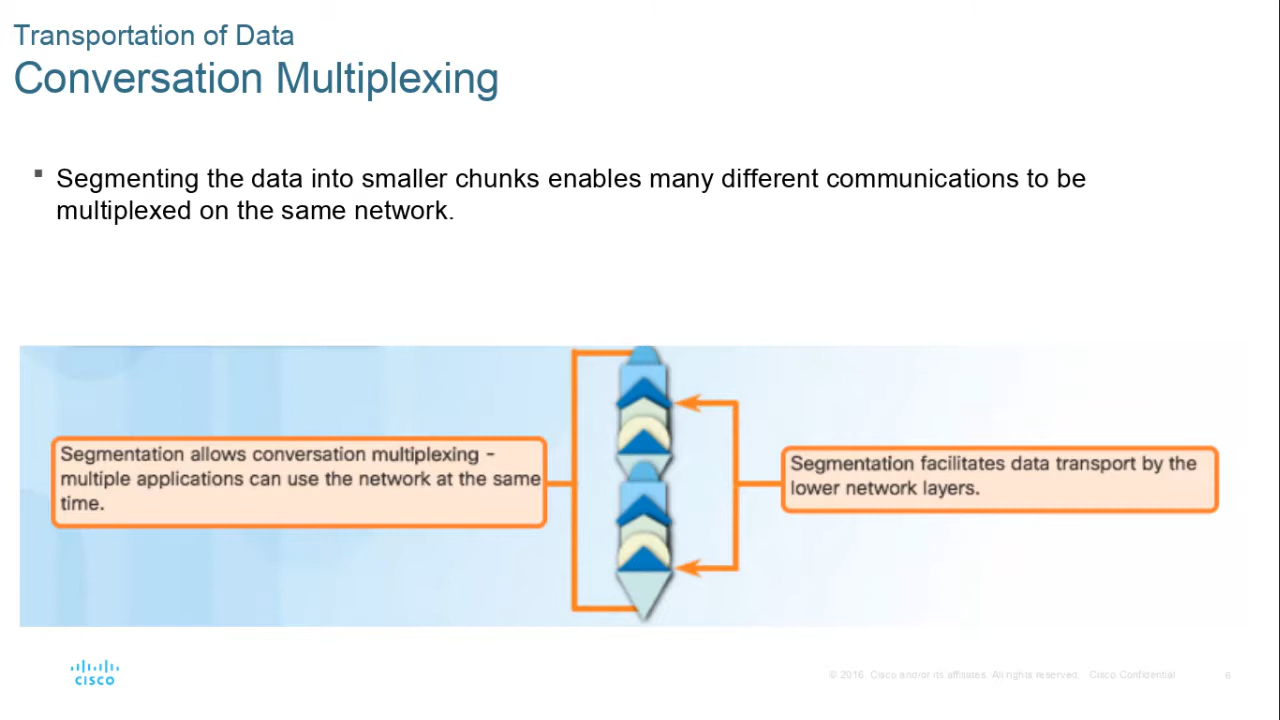 Transportation of Data
Conversation Multiplexing
Segmenting the data into smaller chunks enables many different communications to be
multiplexed on the same network.
Segmentation allows conversation multiplexing -
multiple applications can use the network at the same
time.
Segmentation facilitates data transport by the
lower network layers.
CISCO
© 2016 Cisco and/or its affiliates. All rights reserved. Cisco Confidential
6